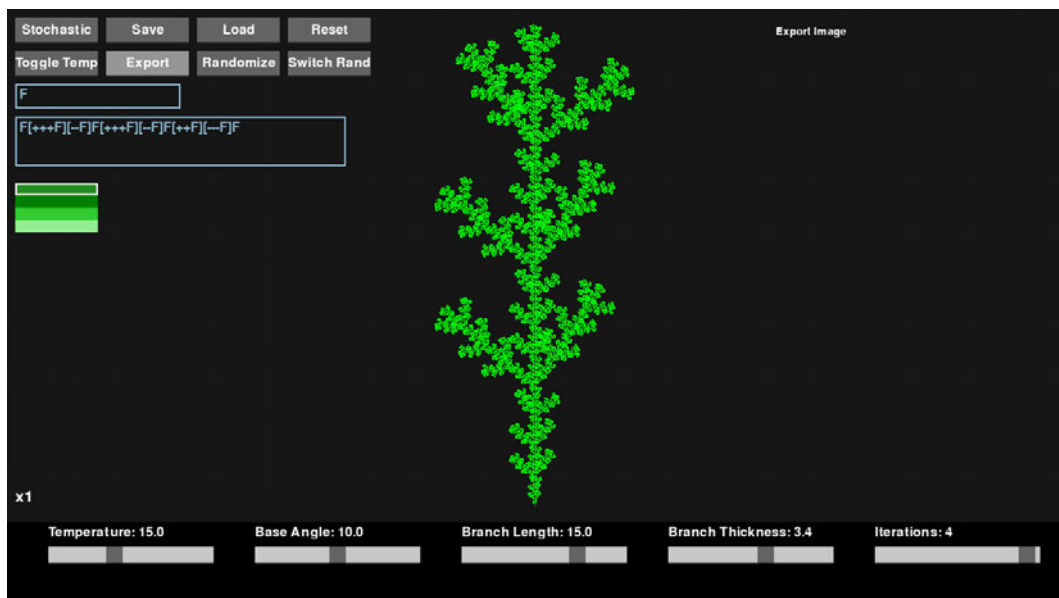 Stochastic Save Load Reset
Export Image
Toggle Temp Export Randomize Switch Rand
F
F[+++F][--F]F[+++F][--F]F[++F][---F]F
x1
Temperature: 15.0 Base Angle: 10.0 Branch Length: 15.0 Branch Thickness: 3.4 Iterations: 4